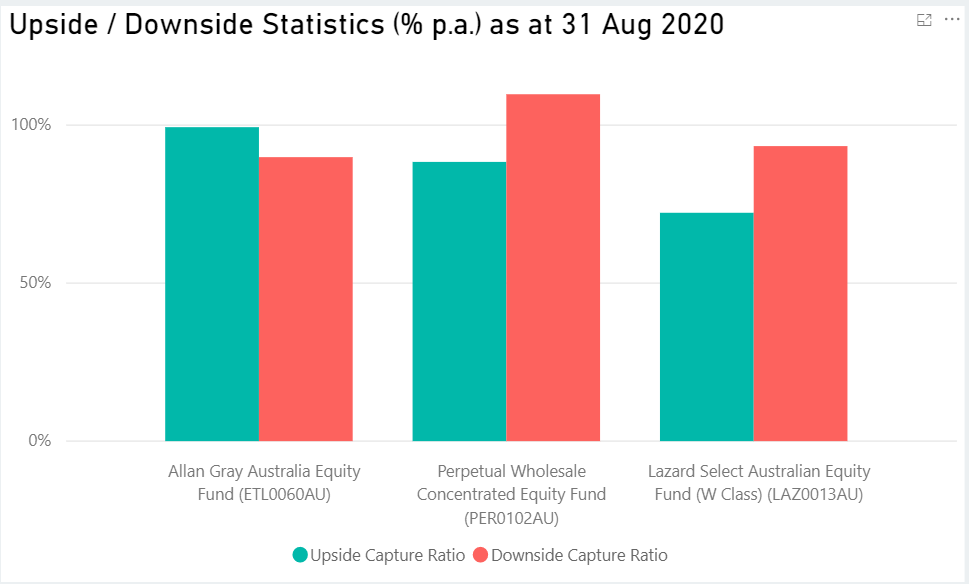 Upside / Downside Statistics (% p.a.) as at 31 Aug 2020
100%
50%
0%
Allan Gray Australia Equity
Fund (ETL0060AU)
Perpetual Wholesale
Concentrated Equity Fund
(PER0102AU)
Lazard Select Australian Equity
Fund (W Class) (LAZ0013AU)
Upside Capture Ratio
Downside Capture Ratio